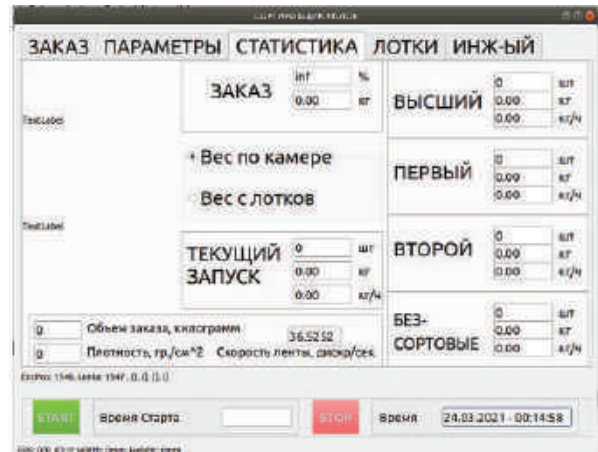 ЗАКАЗ ПАРАМЕТРЫ СТАТИСТИКА ЛОТКИ ИНЖ-ЫЙ
TextLabel
ЗАКАЗ
inf %
0.00 кг
ВЫСШИЙ
0 шт
0.00 кг
0.00 кг/ч
Вес по камере
Вес с лотков
ПЕРВЫЙ
0 шт
0.00 кг
0.00 кг/ч
TextLabel
ТЕКУЩИЙ ЗАПУСК
0 шт
0.00 кг
0.00 кг/ч
ВТОРОЙ
0 шт
0.00 кг
0.00 кг/ч
0 Объем заказа, килограмм
0 Плотность, гр./см^2
36.5252
Скорость ленты, дискр/сек.
БЕЗ-
СОРТОВЫЕ
0 шт
0.00 кг
0.00 кг/ч
START Время Старта STOP Время 24.03.2021 - 00:14:58